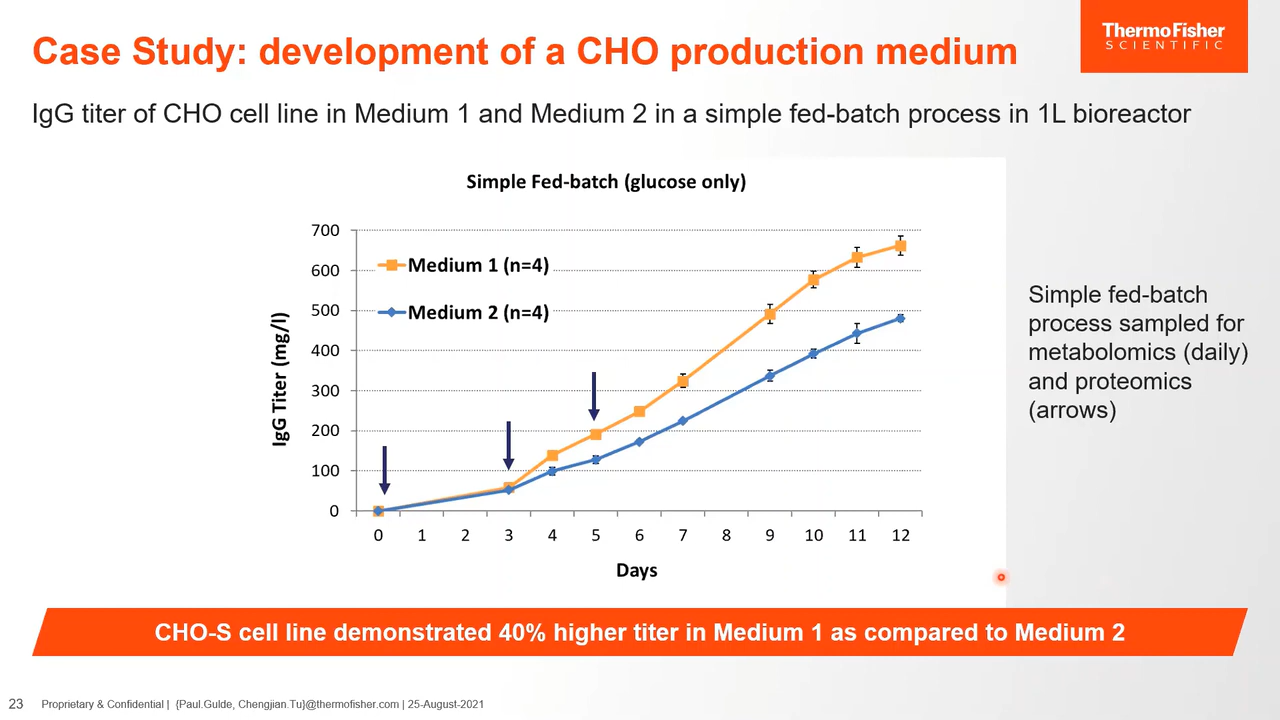 Case Study: development of a CHO production medium
ThermoFisher
SCIENTIFIC
IgG titer of CHO cell line in Medium 1 and Medium 2 in a simple fed-batch process in 1L bioreactor
Simple Fed-batch (glucose only)
700
600
500
400
300
200
100
0
IgG Titer (mg/l)
Medium 1 (n=4)
Medium 2 (n=4)
0 1 2 3 4 5 6 7 8 9 10 11 12
Days
Simple fed-batch
process sampled for
metabolomics (daily)
and proteomics
(arrows)
CHO-S cell line demonstrated 40% higher titer in Medium 1 as compared to Medium 2
23 Proprietary & Confidential | {Paul.Gulde, Chengjian.Tu}@thermofisher.com | 25-August-2021